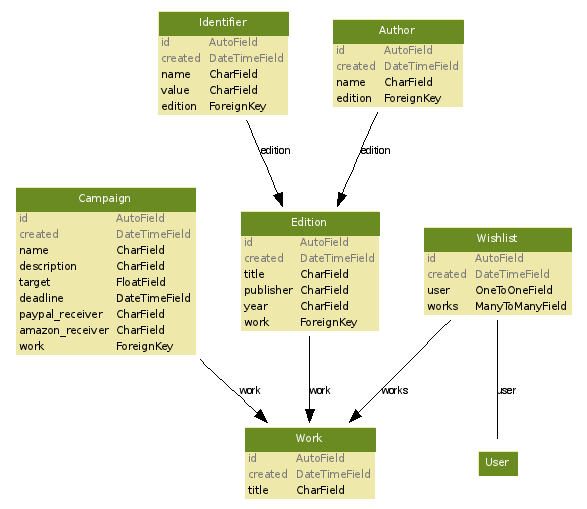 Identifier
id AutoField
created DateTimeField
name CharField
value CharField
edition ForeignKey
Author
id AutoField
created DateTimeField
name CharField
edition ForeignKey
edition
edition
Campaign
id AutoField
created DateTimeField
name CharField
description CharField
target FloatField
deadline DateTimeField
paypal_receiver CharField
amazon_receiver CharField
work ForeignKey
Edition
id AutoField
created DateTimeField
title CharField
publisher CharField
year CharField
work ForeignKey
Wishlist
id AutoField
created DateTimeField
user OneToOneField
works ManyToManyField
work
work
works
user
Work
id AutoField
created DateTimeField
title CharField
User